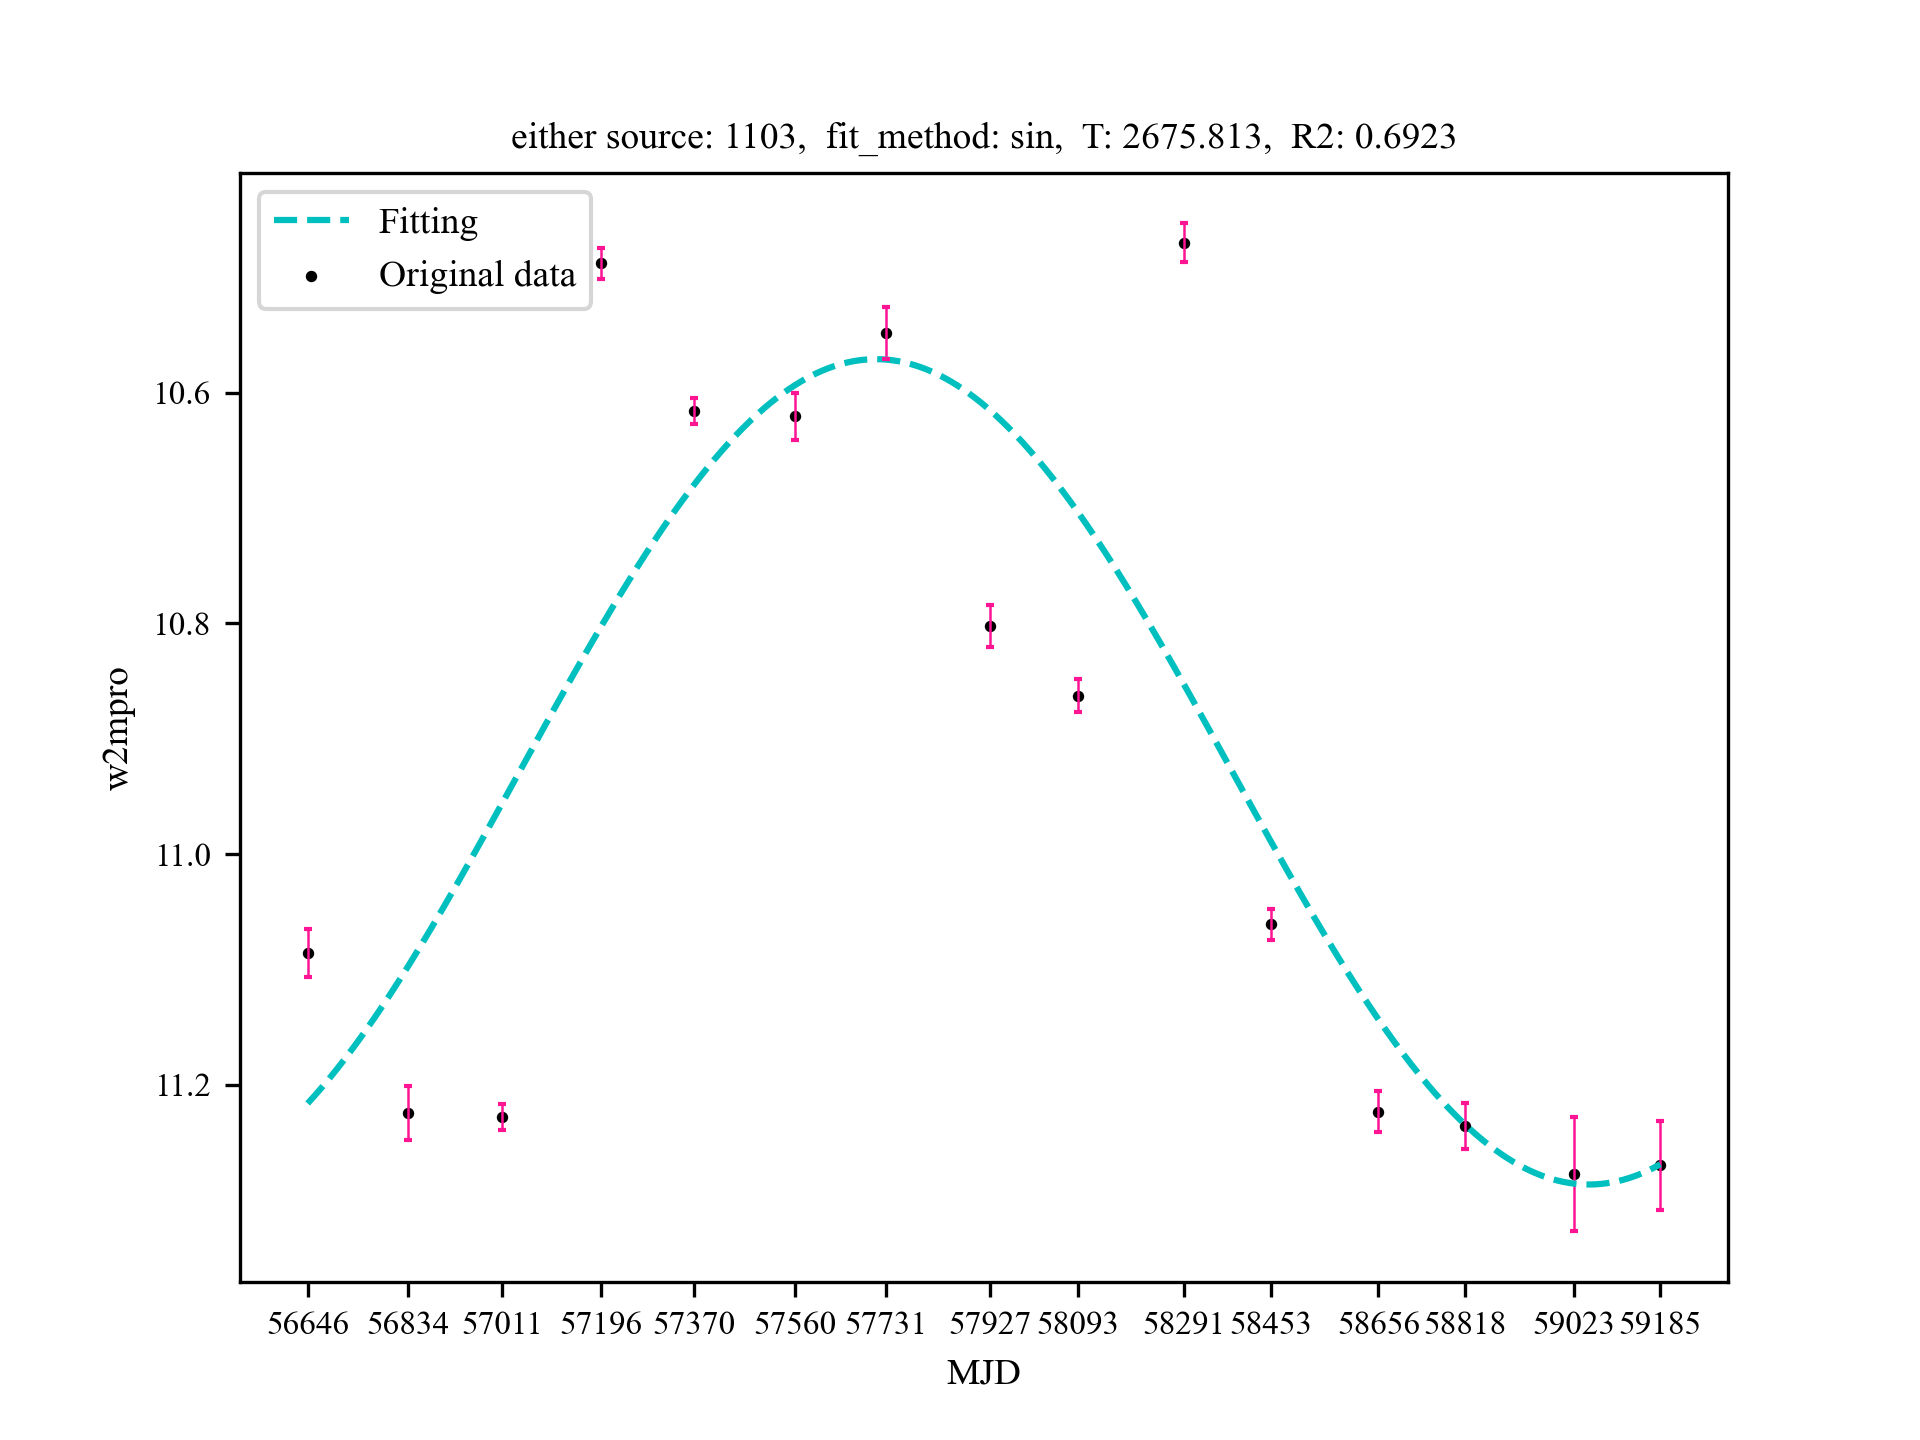 either source: 1103,  fit_method: sin,  T: 2675.813,  R2: 0.6923
Fitting
Original data
10.6
10.8
11.0
11.2
w2mpro
56646 56834 57011 57196 57370 57560 57731 57927 58093 58291 58453 58656 58818 59023 59185
MJD